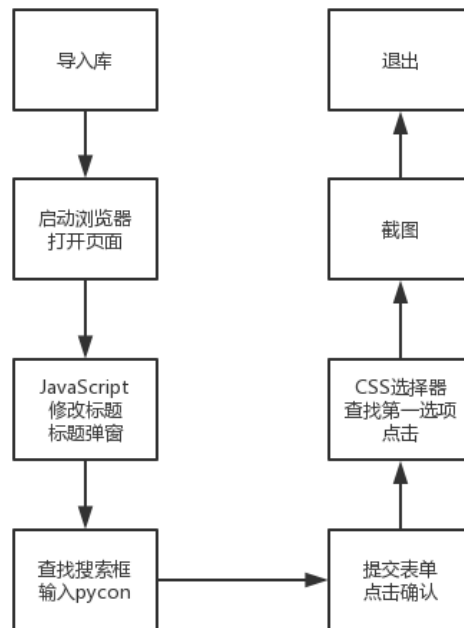 导入库
启动浏览器
打开页面
JavaScript
修改标题
标题弹窗
查找搜索框
输入pycon
提交表单
点击确认
CSS选择器
查找第一选项
点击
截图
退出